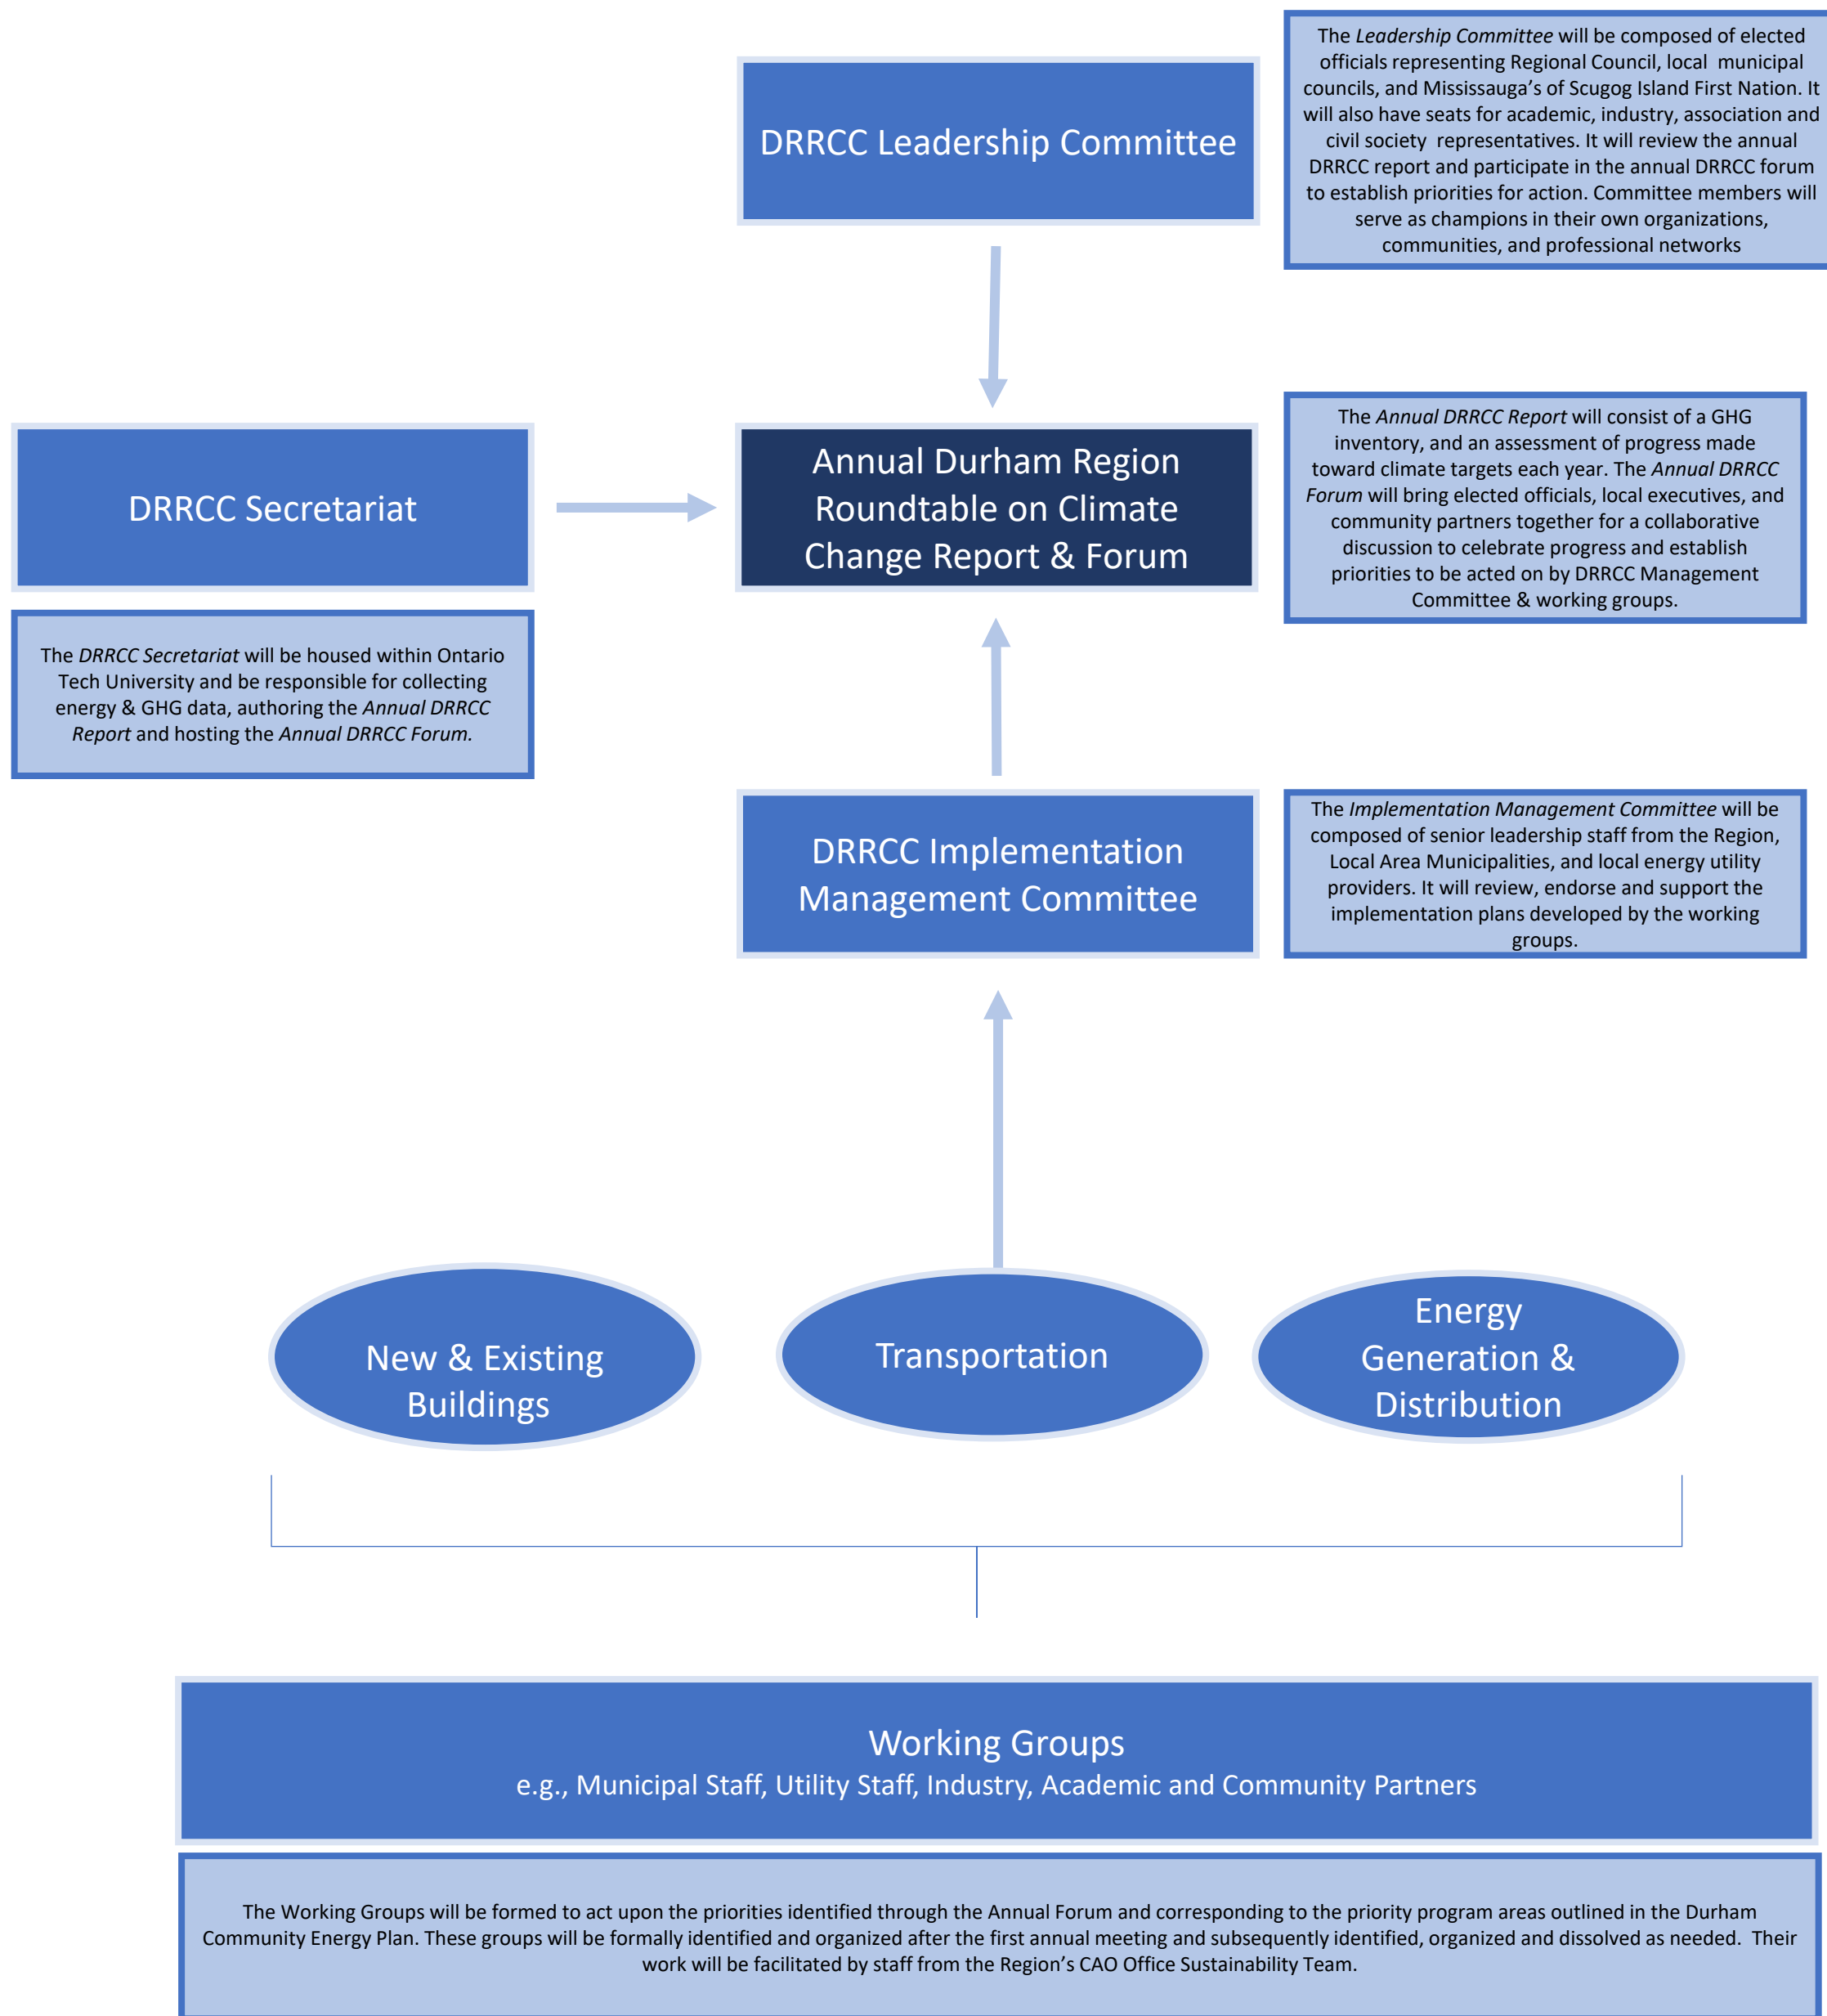 DRRCC Leadership Committee
The Leadership Committee will be composed of elected
officials representing Regional Council, local  municipal
councils, and Mississauga’s of Scugog Island First Nation. It
will also have seats for academic, industry, association and
civil society  representatives. It will review the annual
DRRCC report and participate in the annual DRRCC forum
to establish priorities for action. Committee members will
serve as champions in their own organizations,
communities, and professional networks
DRRCC Secretariat
The DRRCC Secretariat will be housed within Ontario
Tech University and be responsible for collecting
energy & GHG data, authoring the Annual DRRCC
Report and hosting the Annual DRRCC Forum.
Annual Durham Region
Roundtable on Climate
Change Report & Forum
The Annual DRRCC Report will consist of a GHG
inventory, and an assessment of progress made
toward climate targets each year. The Annual DRRCC
Forum will bring elected officials, local executives, and
community partners together for a collaborative
discussion to celebrate progress and establish
priorities to be acted on by DRRCC Management
Committee & working groups.
DRRCC Implementation
Management Committee
The Implementation Management Committee will be
composed of senior leadership staff from the Region,
Local Area Municipalities, and local energy utility
providers. It will review, endorse and support the
implementation plans developed by the working
groups.
New & Existing
Buildings
Transportation
Energy
Generation &
Distribution
Working Groups
e.g., Municipal Staff, Utility Staff, Industry, Academic and Community Partners
The Working Groups will be formed to act upon the priorities identified through the Annual Forum and corresponding to the priority program areas outlined in the Durham
Community Energy Plan. These groups will be formally identified and organized after the first annual meeting and subsequently identified, organized and dissolved as needed.  Their
work will be facilitated by staff from the Region’s CAO Office Sustainability Team.